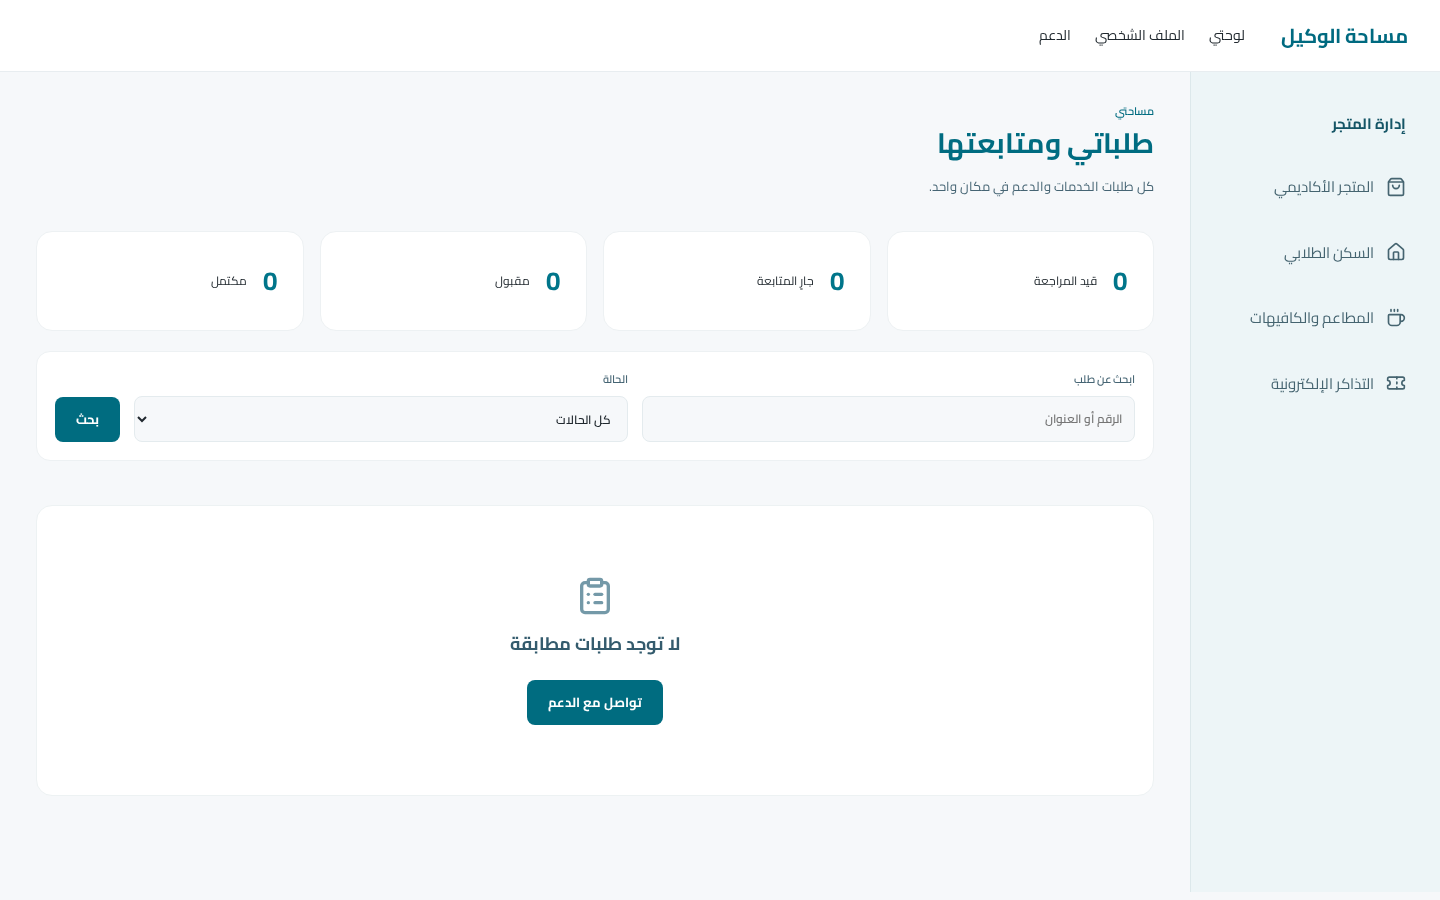 مساحة الوكيل
لوحتي
الملف الشخصي
الدعم
إدارة المتجر
المتجر الأكاديمي
السكن الطلابي
المطاعم والكافيهات
التذاكر الإلكترونية
مساحتي
طلباتي ومتابعتها
كل طلبات الخدمات والدعم في مكان واحد.
0 قيد المراجعة
0 جارٍ المتابعة
0 مقبول
0 مكتمل
ابحث عن طلب
الرقم أو العنوان
الحالة
كل الحالات
بحث
لا توجد طلبات مطابقة
تواصل مع الدعم